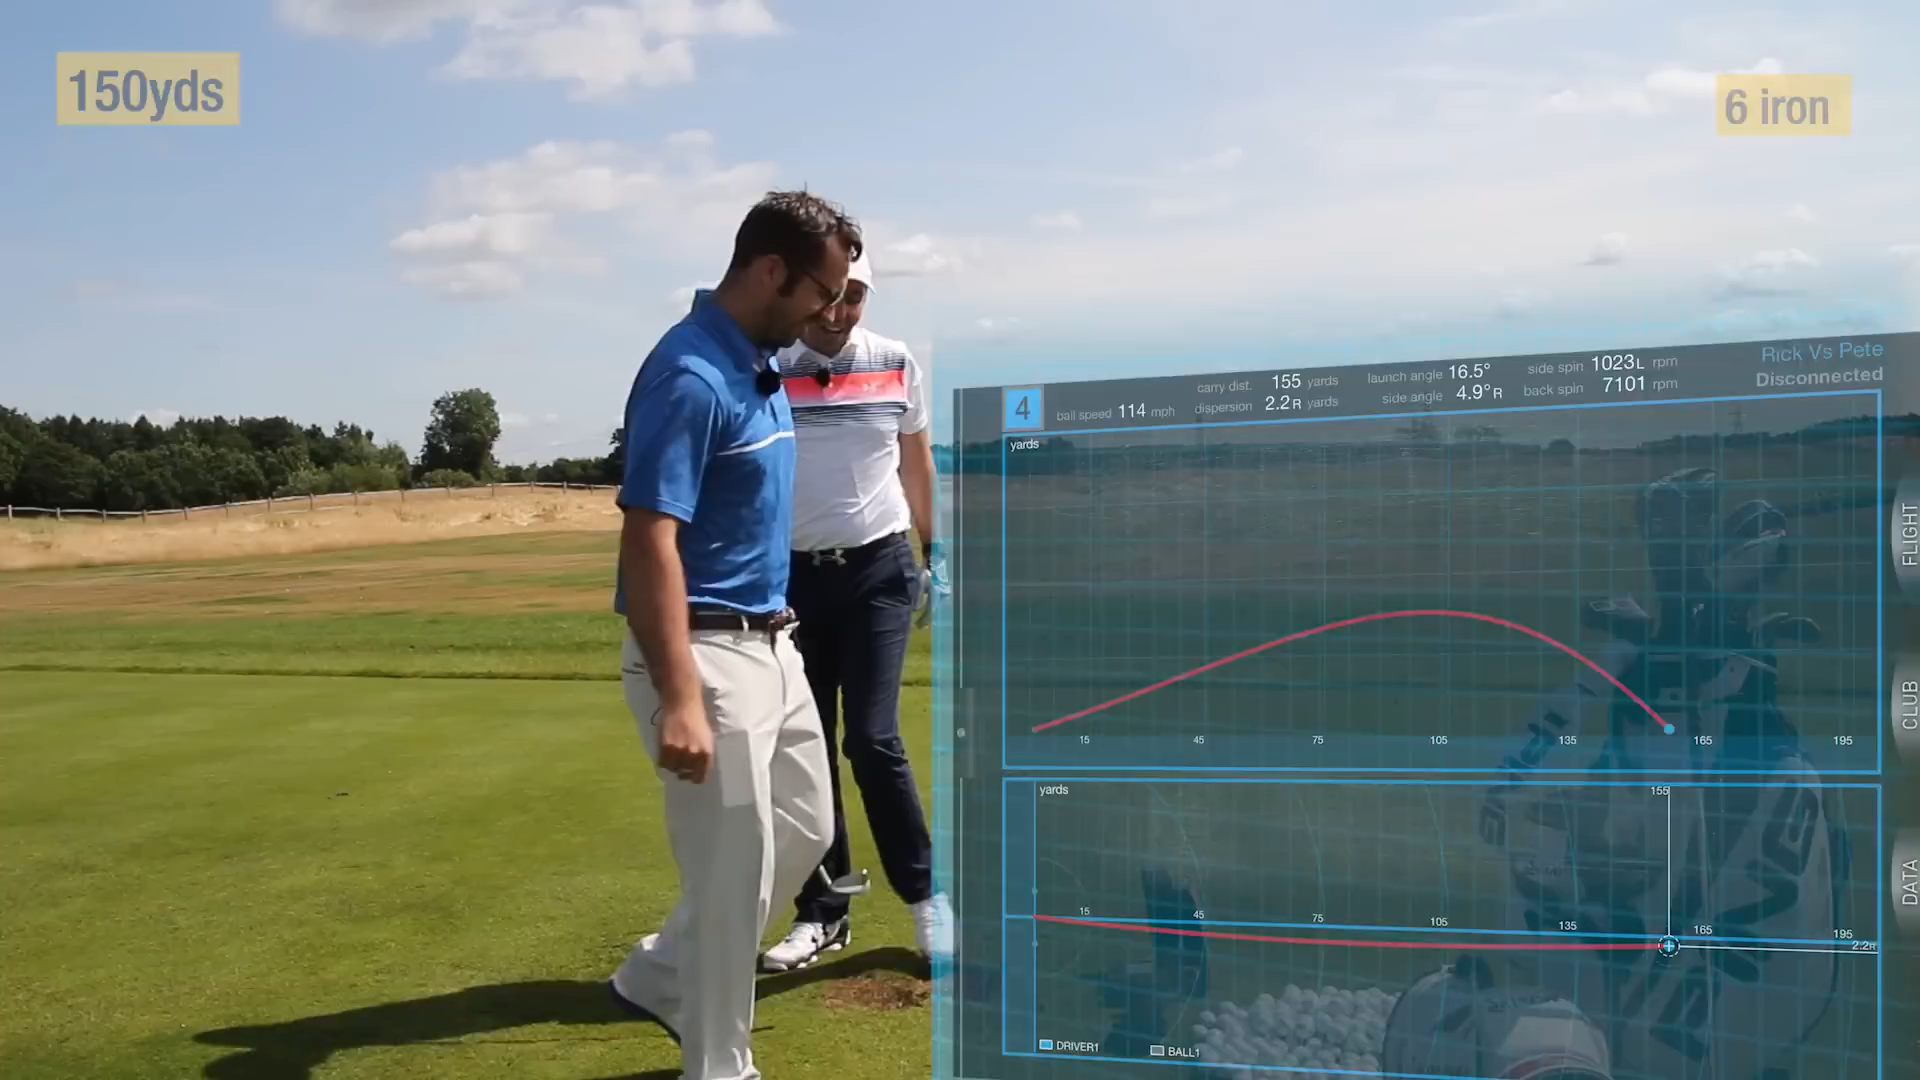 150yds
6 iron
Rick Vs Pete
Disconnected
4
ball speed 114 mph
carry dist. 155 yards
dispersion 2.2R yards
launch angle 16.5°
side angle 4.9°R
side spin 1023L rpm
back spin 7101 rpm
yards
15 45 75 105 135 165 195
yards
155
15 45 75 105 135 165 195
2.2R
DRIVER1
BALL1
FLIGHT
CLUB
DATA
PING